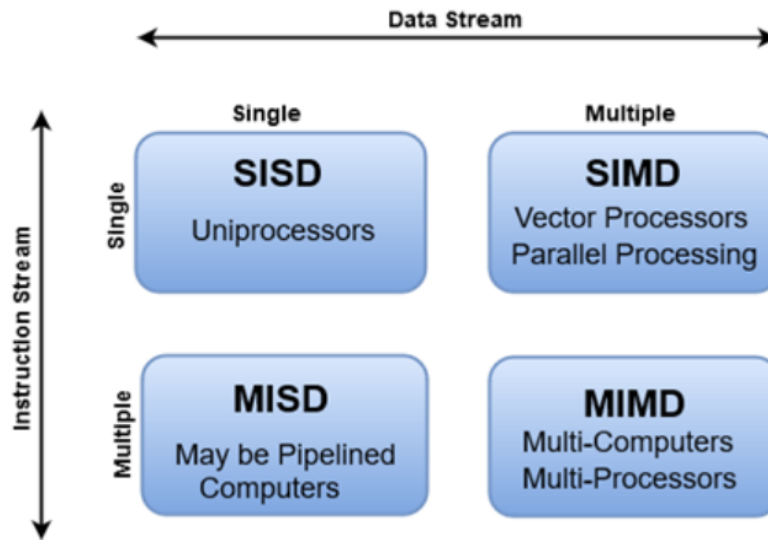 Data Stream
Single
Multiple
Instruction Stream
Single
SISD
Uniprocessors
SIMD
Vector Processors
Parallel Processing
Multiple
MISD
May be Pipelined
Computers
MIMD
Multi-Computers
Multi-Processors